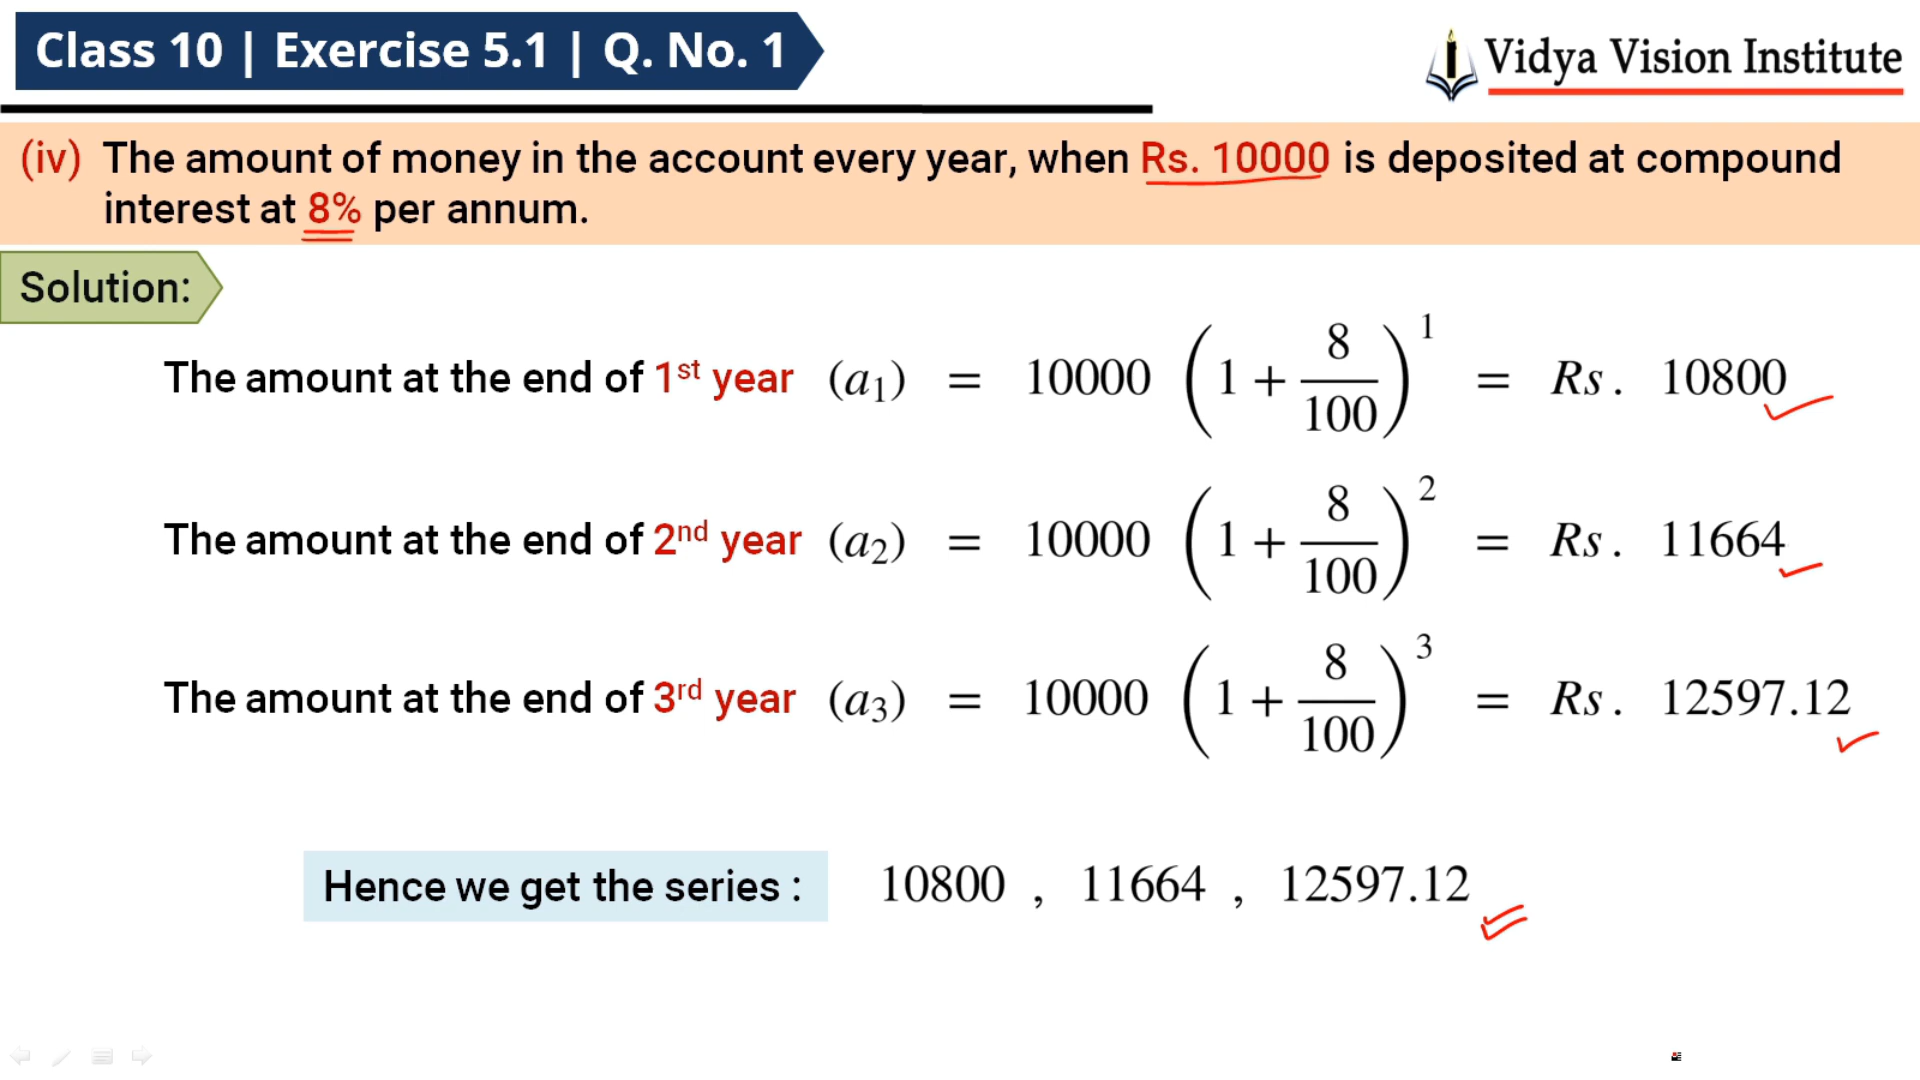 Class 10 | Exercise 5.1 | Q. No. 1
Vidya Vision Institute
(iv) The amount of money in the account every year, when Rs. 10000 is deposited at compound
interest at 8% per annum.
Solution:
The amount at the end of 1st year (a₁) = 10000 (1 + 8/100)¹ = Rs. 10800
The amount at the end of 2nd year (a₂) = 10000 (1 + 8/100)² = Rs. 11664
The amount at the end of 3rd year (a₃) = 10000 (1 + 8/100)³ = Rs. 12597.12
Hence we get the series : 10800 , 11664 , 12597.12